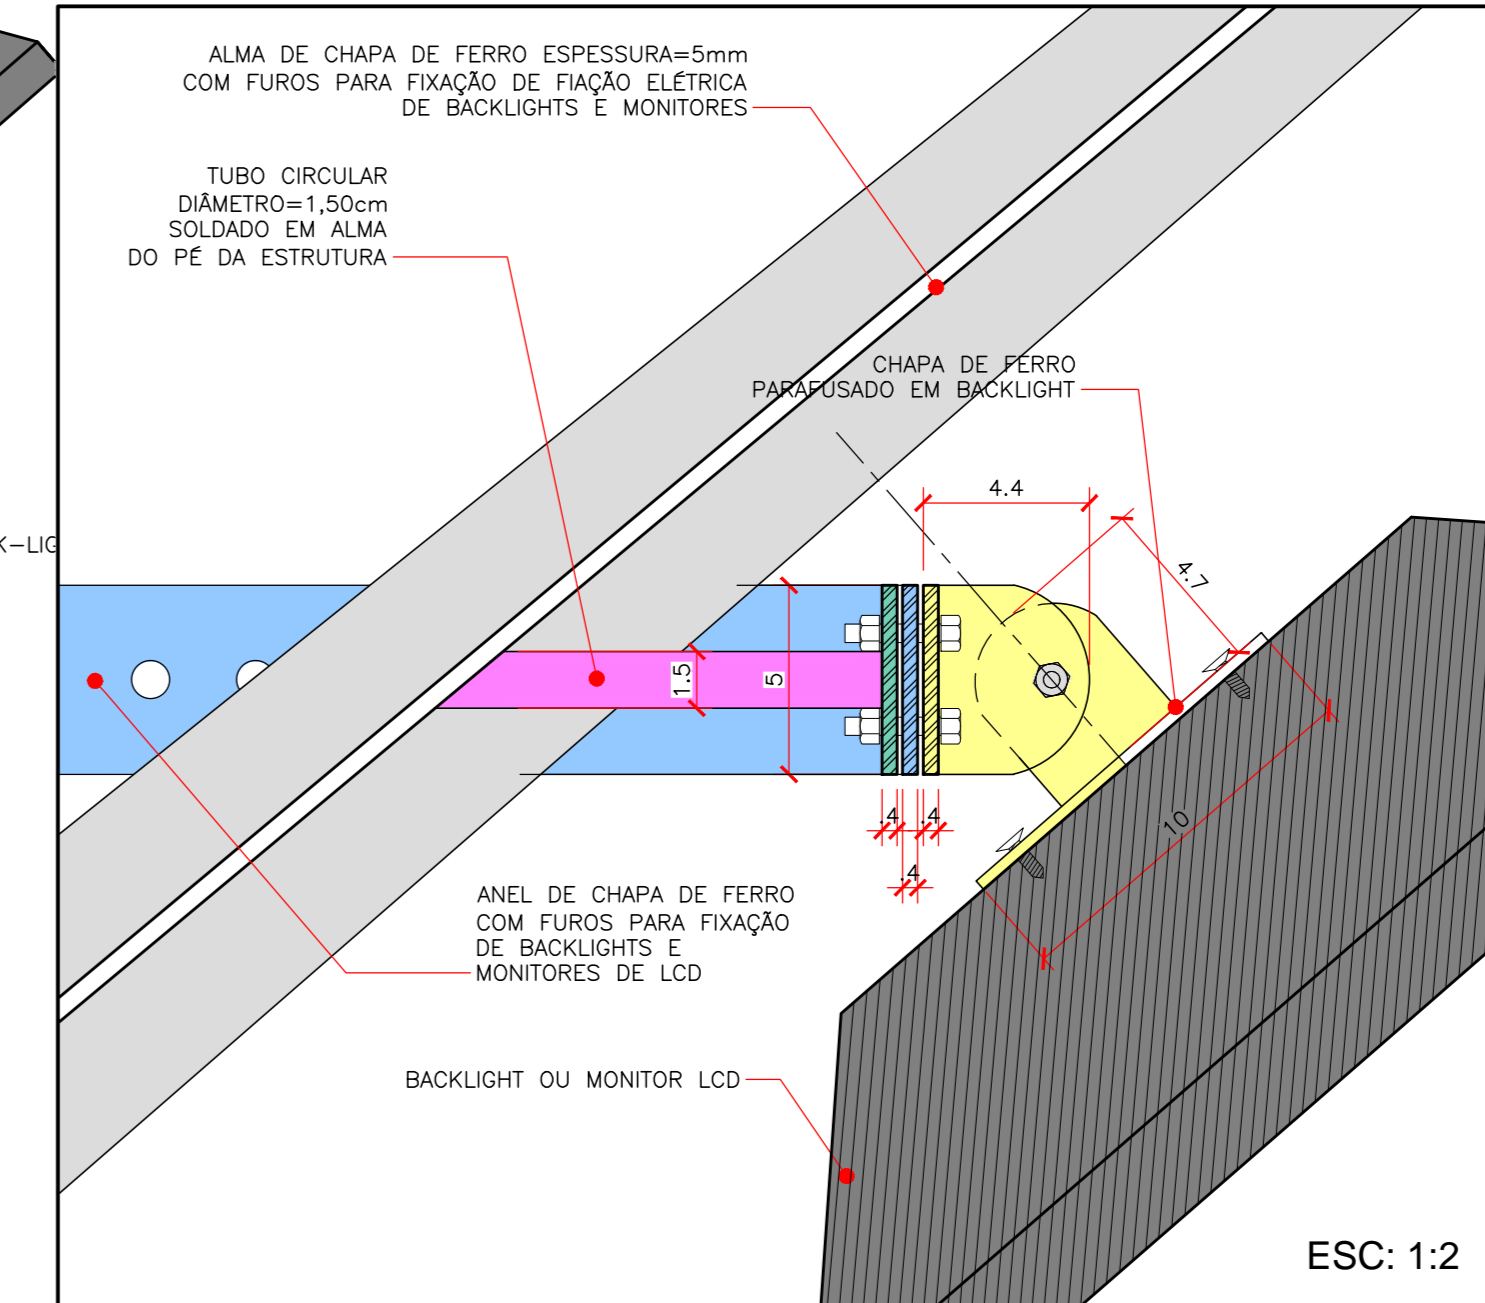 ALMA DE CHAPA DE FERRO ESPESSURA=5mm
COM FUROS PARA FIXAÇÃO DE FIAÇÃO ELÉTRICA
DE BACKLIGHTS E MONITORES
TUBO CIRCULAR
DIÂMETRO=1,50cm
SOLDADO EM ALMA
DO PÉ DA ESTRUTURA
CHAPA DE FERRO
PARAFUSADO EM BACKLIGHT
4.4
4.7
K-LIG
1.5
5
.4
.4
.4
10
ANEL DE CHAPA DE FERRO
COM FUROS PARA FIXAÇÃO
DE BACKLIGHTS E
MONITORES DE LCD
BACKLIGHT OU MONITOR LCD
ESC: 1:2